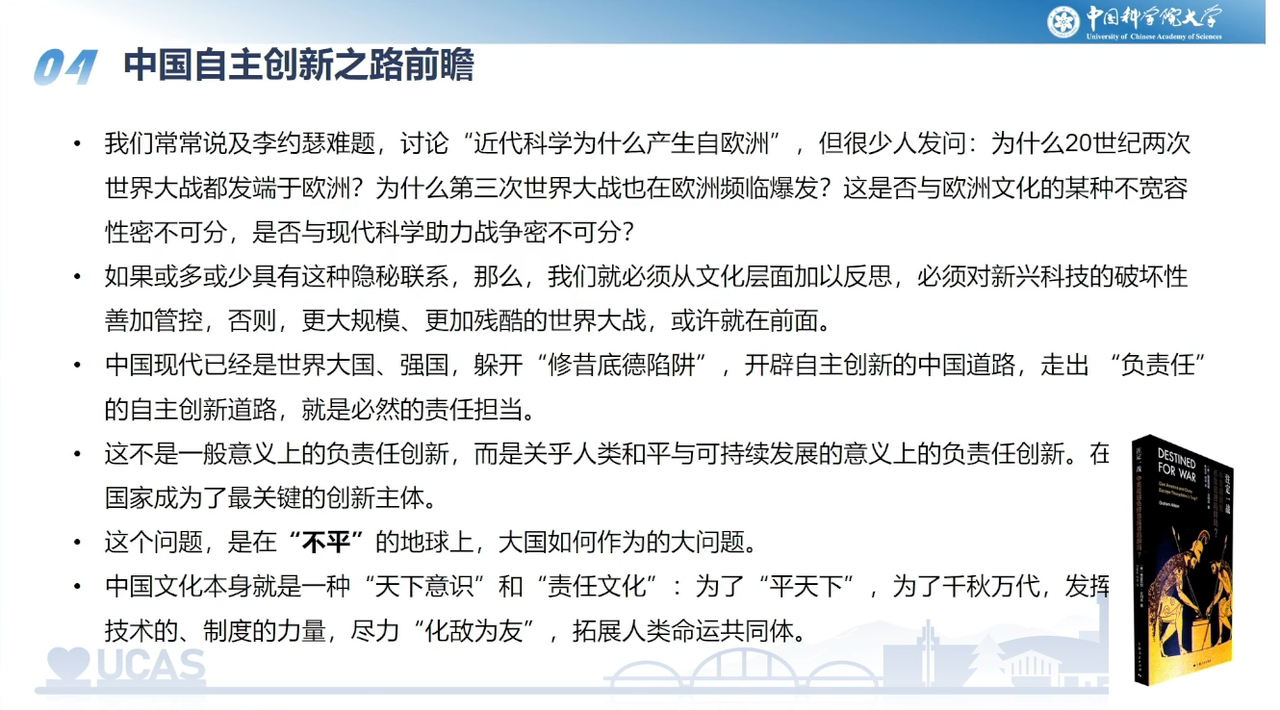 中国科学院大学
University of Chinese Academy of Sciences
04 中国自主创新之路前瞻
• 我们常常说及李约瑟难题，讨论“近代科学为什么产生自欧洲”，但很少人发问：为什么20世纪两次
世界大战都发端于欧洲？为什么第三次世界大战也在欧洲频临爆发？这是否与欧洲文化的某种不宽容
性密不可分，是否与现代科学助力战争密不可分？
• 如果或多或少具有这种隐秘联系，那么，我们就必须从文化层面加以反思，必须对新兴科技的破坏性
善加管控，否则，更大规模、更加残酷的世界大战，或许就在前面。
• 中国现代已经是世界大国、强国，躲开“修昔底德陷阱”，开辟自主创新的中国道路，走出 “负责任”
的自主创新道路，就是必然的责任担当。
• 这不是一般意义上的负责任创新，而是关乎人类和平与可持续发展的意义上的负责任创新。在
国家成为了最关键的创新主体。
• 这个问题，是在“不平”的地球上，大国如何作为的大问题。
• 中国文化本身就是一种“天下意识”和“责任文化”：为了“平天下”，为了千秋万代，发挥
技术的、制度的力量，尽力“化敌为友”，拓展人类命运共同体。
DESTINED
FOR WAR
注定一战
UCAS